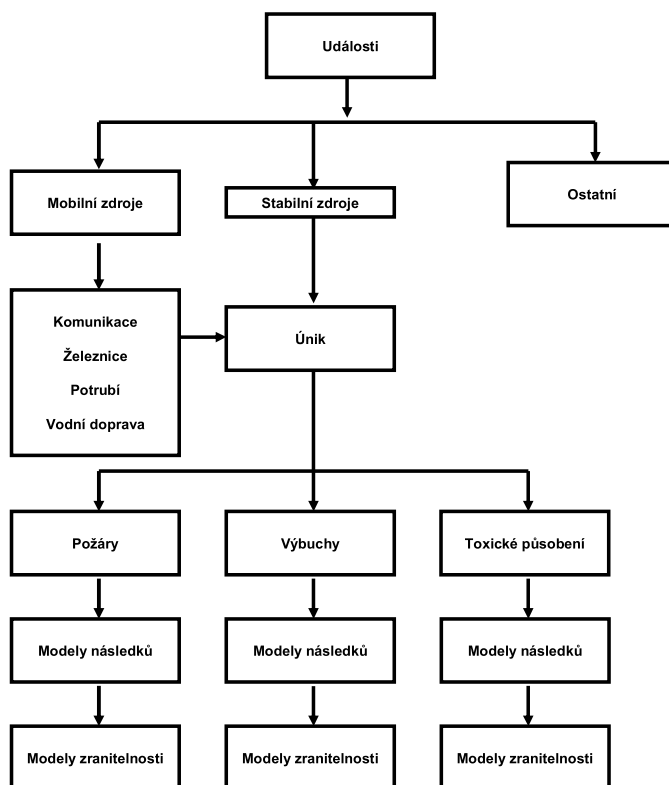 Události
Mobilní zdroje
Stabilní zdroje
Ostatní
Komunikace
Železnice
Potrubí
Vodní doprava
Únik
Požáry
Výbuchy
Toxické působení
Modely následků
Modely následků
Modely následků
Modely zranitelnosti
Modely zranitelnosti
Modely zranitelnosti